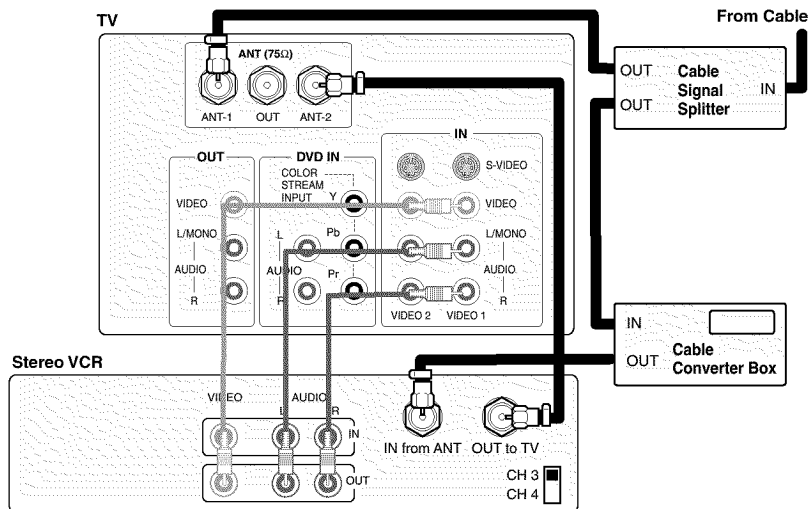 TV
From Cable
ANT (75Ω)
ANT-1
OUT
ANT-2
OUT
OUT
Cable
Signal
Splitter
IN
OUT
DVD IN
IN
COLOR
STREAM
INPUT
S-VIDEO
VIDEO
Y
VIDEO
L/MONO
AUDIO
R
L
AUDIO
R
Pb
Pr
L/MONO
AUDIO
R
VIDEO 2
VIDEO 1
IN
OUT
Cable
Converter Box
Stereo VCR
VIDEO
AUDIO
L
R
IN
OUT
IN from ANT
OUT to TV
CH 3
CH 4